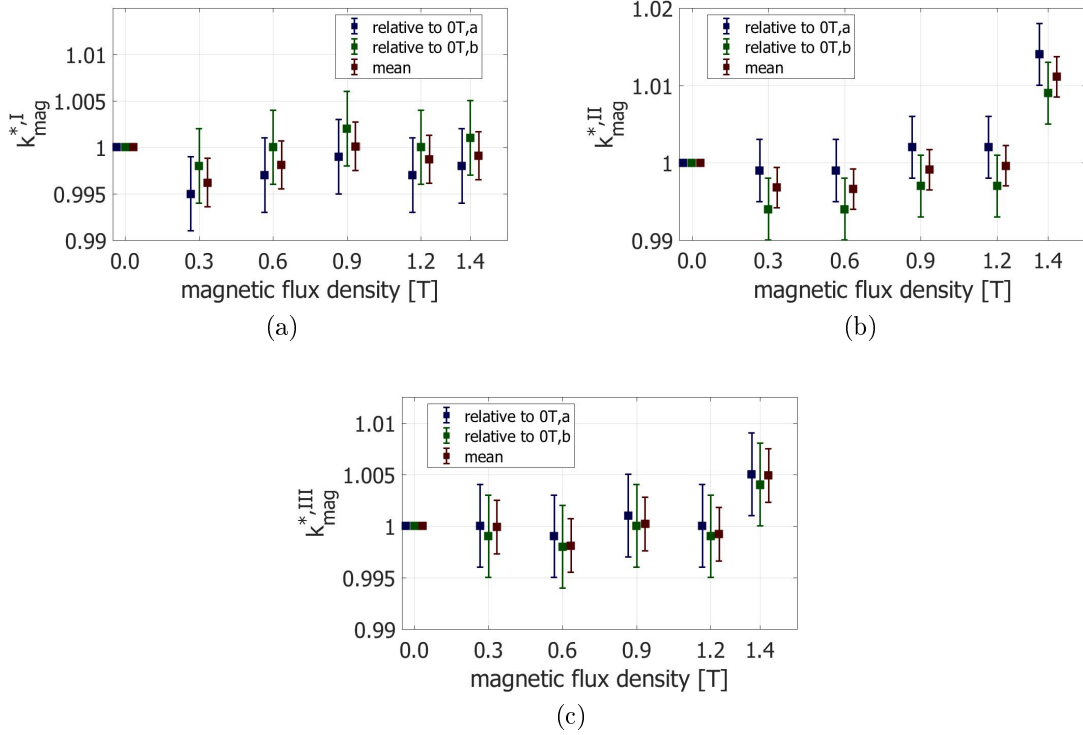 1.015
1.01
1.005
1
0.995
0.99
k*,I mag
relative to 0T,a
relative to 0T,b
mean
0.0 0.3 0.6 0.9 1.2 1.4
magnetic flux density [T]
(a)
1.02
1.01
1
0.99
k*,II mag
relative to 0T,a
relative to 0T,b
mean
0.0 0.3 0.6 0.9 1.2 1.4
magnetic flux density [T]
(b)
1.01
1.005
1
0.995
0.99
k*,III mag
relative to 0T,a
relative to 0T,b
mean
0.0 0.3 0.6 0.9 1.2 1.4
magnetic flux density [T]
(c)